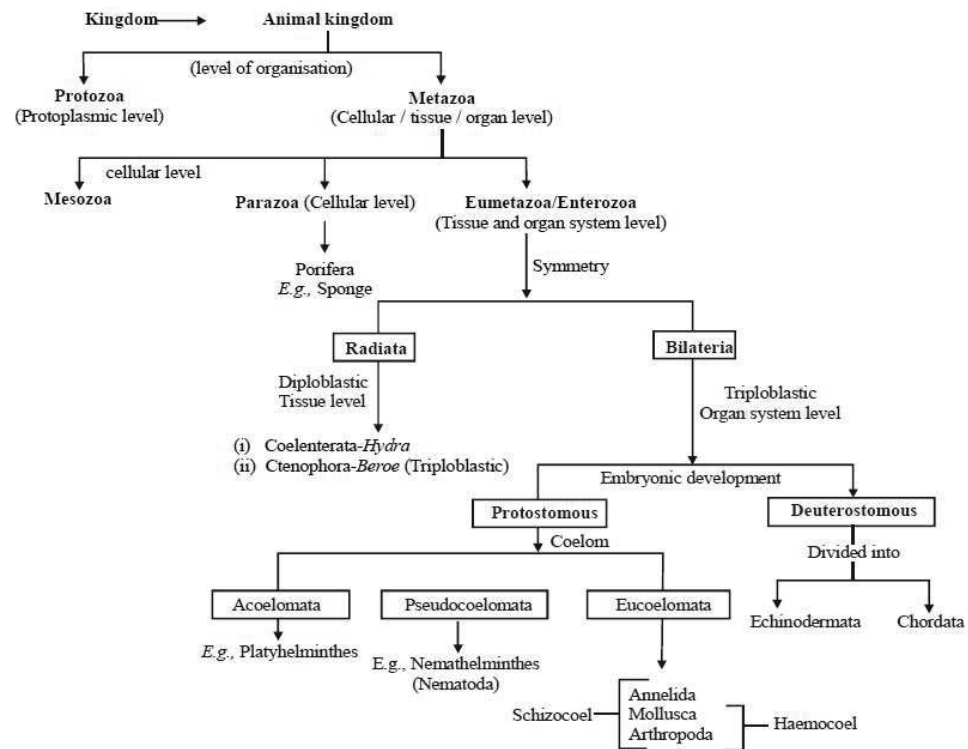 Kingdom
Animal kingdom
(level of organisation)
Protozoa
(Protoplasmic level)
Metazoa
(Cellular / tissue / organ level)
cellular level
Mesozoa
Parazoa (Cellular level)
Eumetazoa/Enterozoa
(Tissue and organ system level)
Porifera
E.g., Sponge
Symmetry
Radiata
Bilateria
Diploblastic
Tissue level
Triploblastic
Organ system level
(i) Coelenterata-Hydra
(ii) Ctenophora-Beroe (Triploblastic)
Embryonic development
Protostomous
Deuterostomous
Coelom
Divided into
Acoelomata
Pseudocoelomata
Eucoelomata
Echinodermata
Chordata
E.g., Platyhelminthes
E.g., Nemathelminthes
(Nematoda)
Schizocoel
Annelida
Mollusca
Arthropoda
Haemocoel